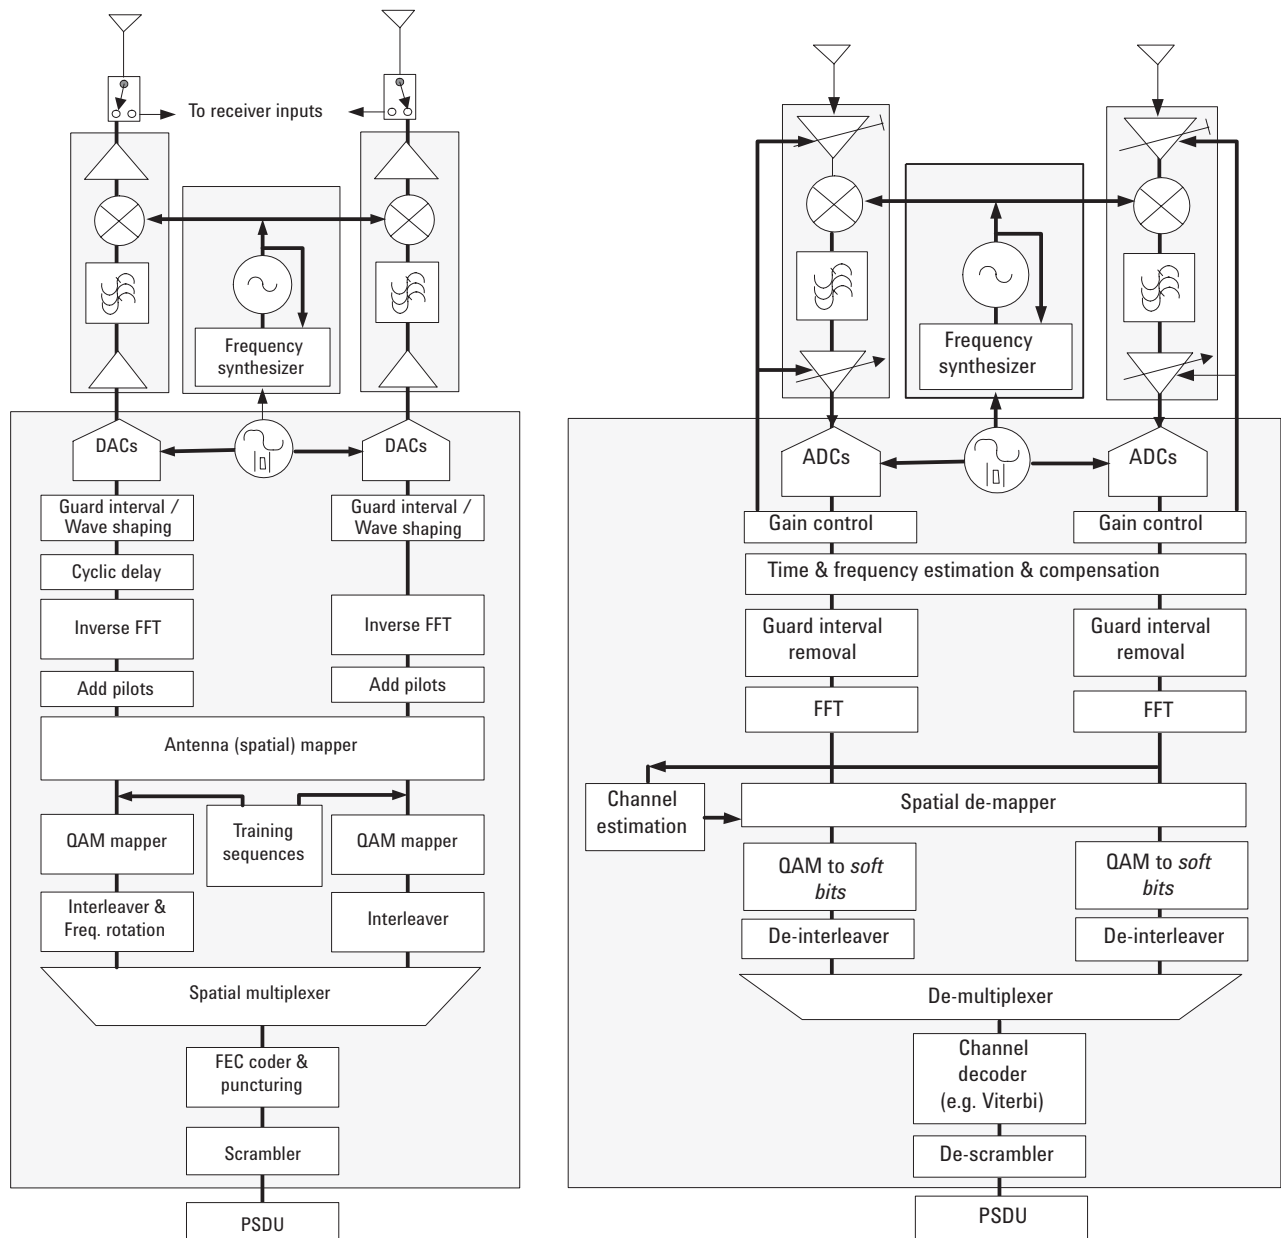 To receiver inputs
Frequency
synthesizer
DACs
DACs
Guard interval /
Wave shaping
Guard interval /
Wave shaping
Cyclic delay
Inverse FFT
Inverse FFT
Add pilots
Add pilots
Antenna (spatial) mapper
QAM mapper
Training
sequences
QAM mapper
Interleaver &
Freq. rotation
Interleaver
Spatial multiplexer
FEC coder &
puncturing
Scrambler
PSDU
Frequency
synthesizer
ADCs
ADCs
Gain control
Gain control
Time & frequency estimation & compensation
Guard interval
removal
Guard interval
removal
FFT
FFT
Channel
estimation
Spatial de-mapper
QAM to soft
bits
QAM to soft
bits
De-interleaver
De-interleaver
De-multiplexer
Channel
decoder
(e.g. Viterbi)
De-scrambler
PSDU